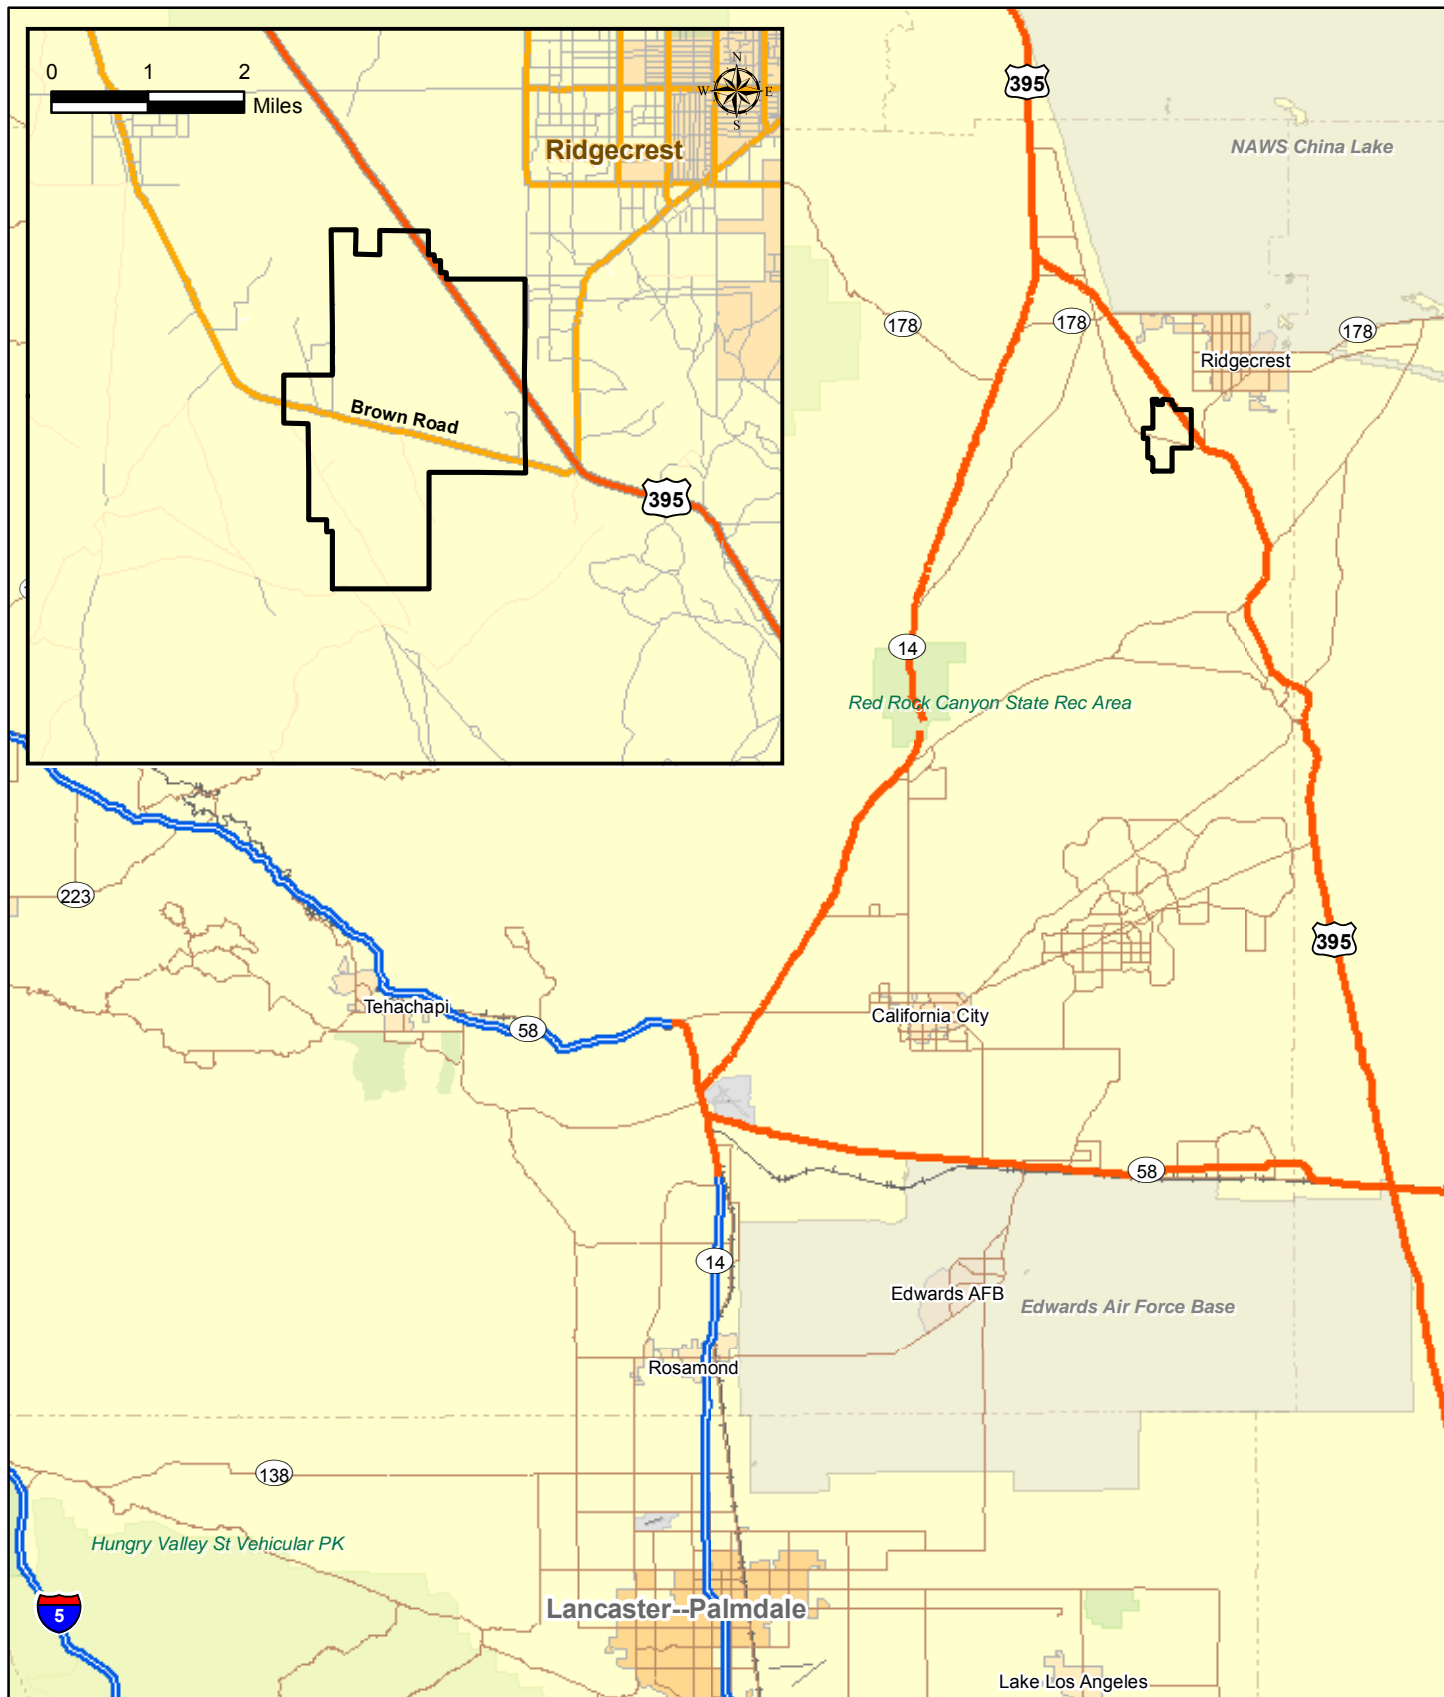 0 1 2
Miles
N
W E
S
Ridgecrest
Brown Road
395
395
NAWS China Lake
178
178
178
Ridgecrest
14
Red Rock Canyon State Rec Area
223
395
Tehachapi
58
California City
58
14
Edwards AFB
Edwards Air Force Base
Rosamond
138
Hungry Valley St Vehicular PK
5
Lancaster--Palmdale
Lake Los Angeles